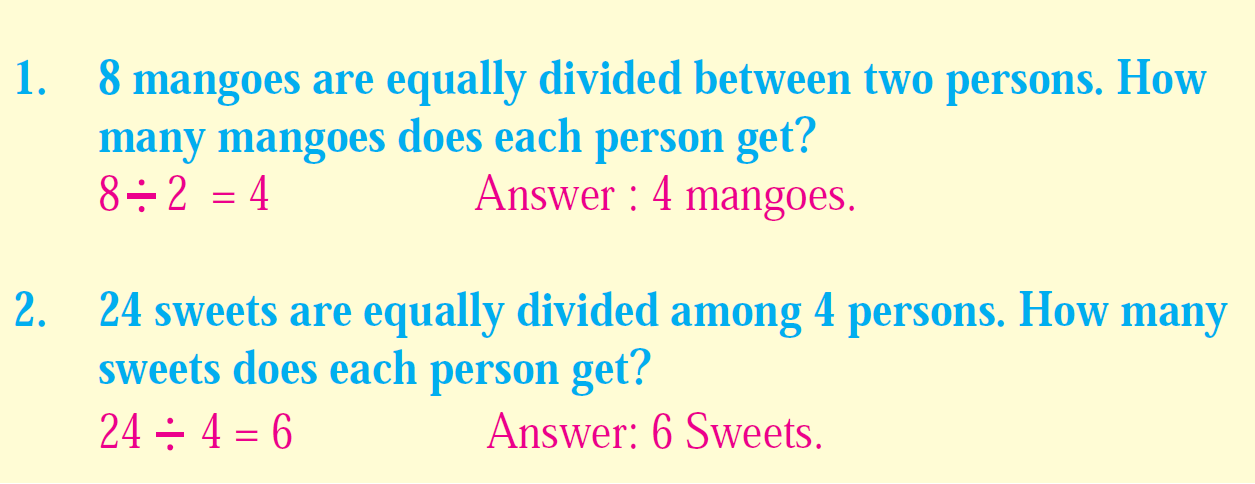 1. 8 mangoes are equally divided between two persons. How
many mangoes does each person get?
8 ÷ 2 = 4 Answer : 4 mangoes.
2. 24 sweets are equally divided among 4 persons. How many
sweets does each person get?
24 ÷ 4 = 6 Answer: 6 Sweets.